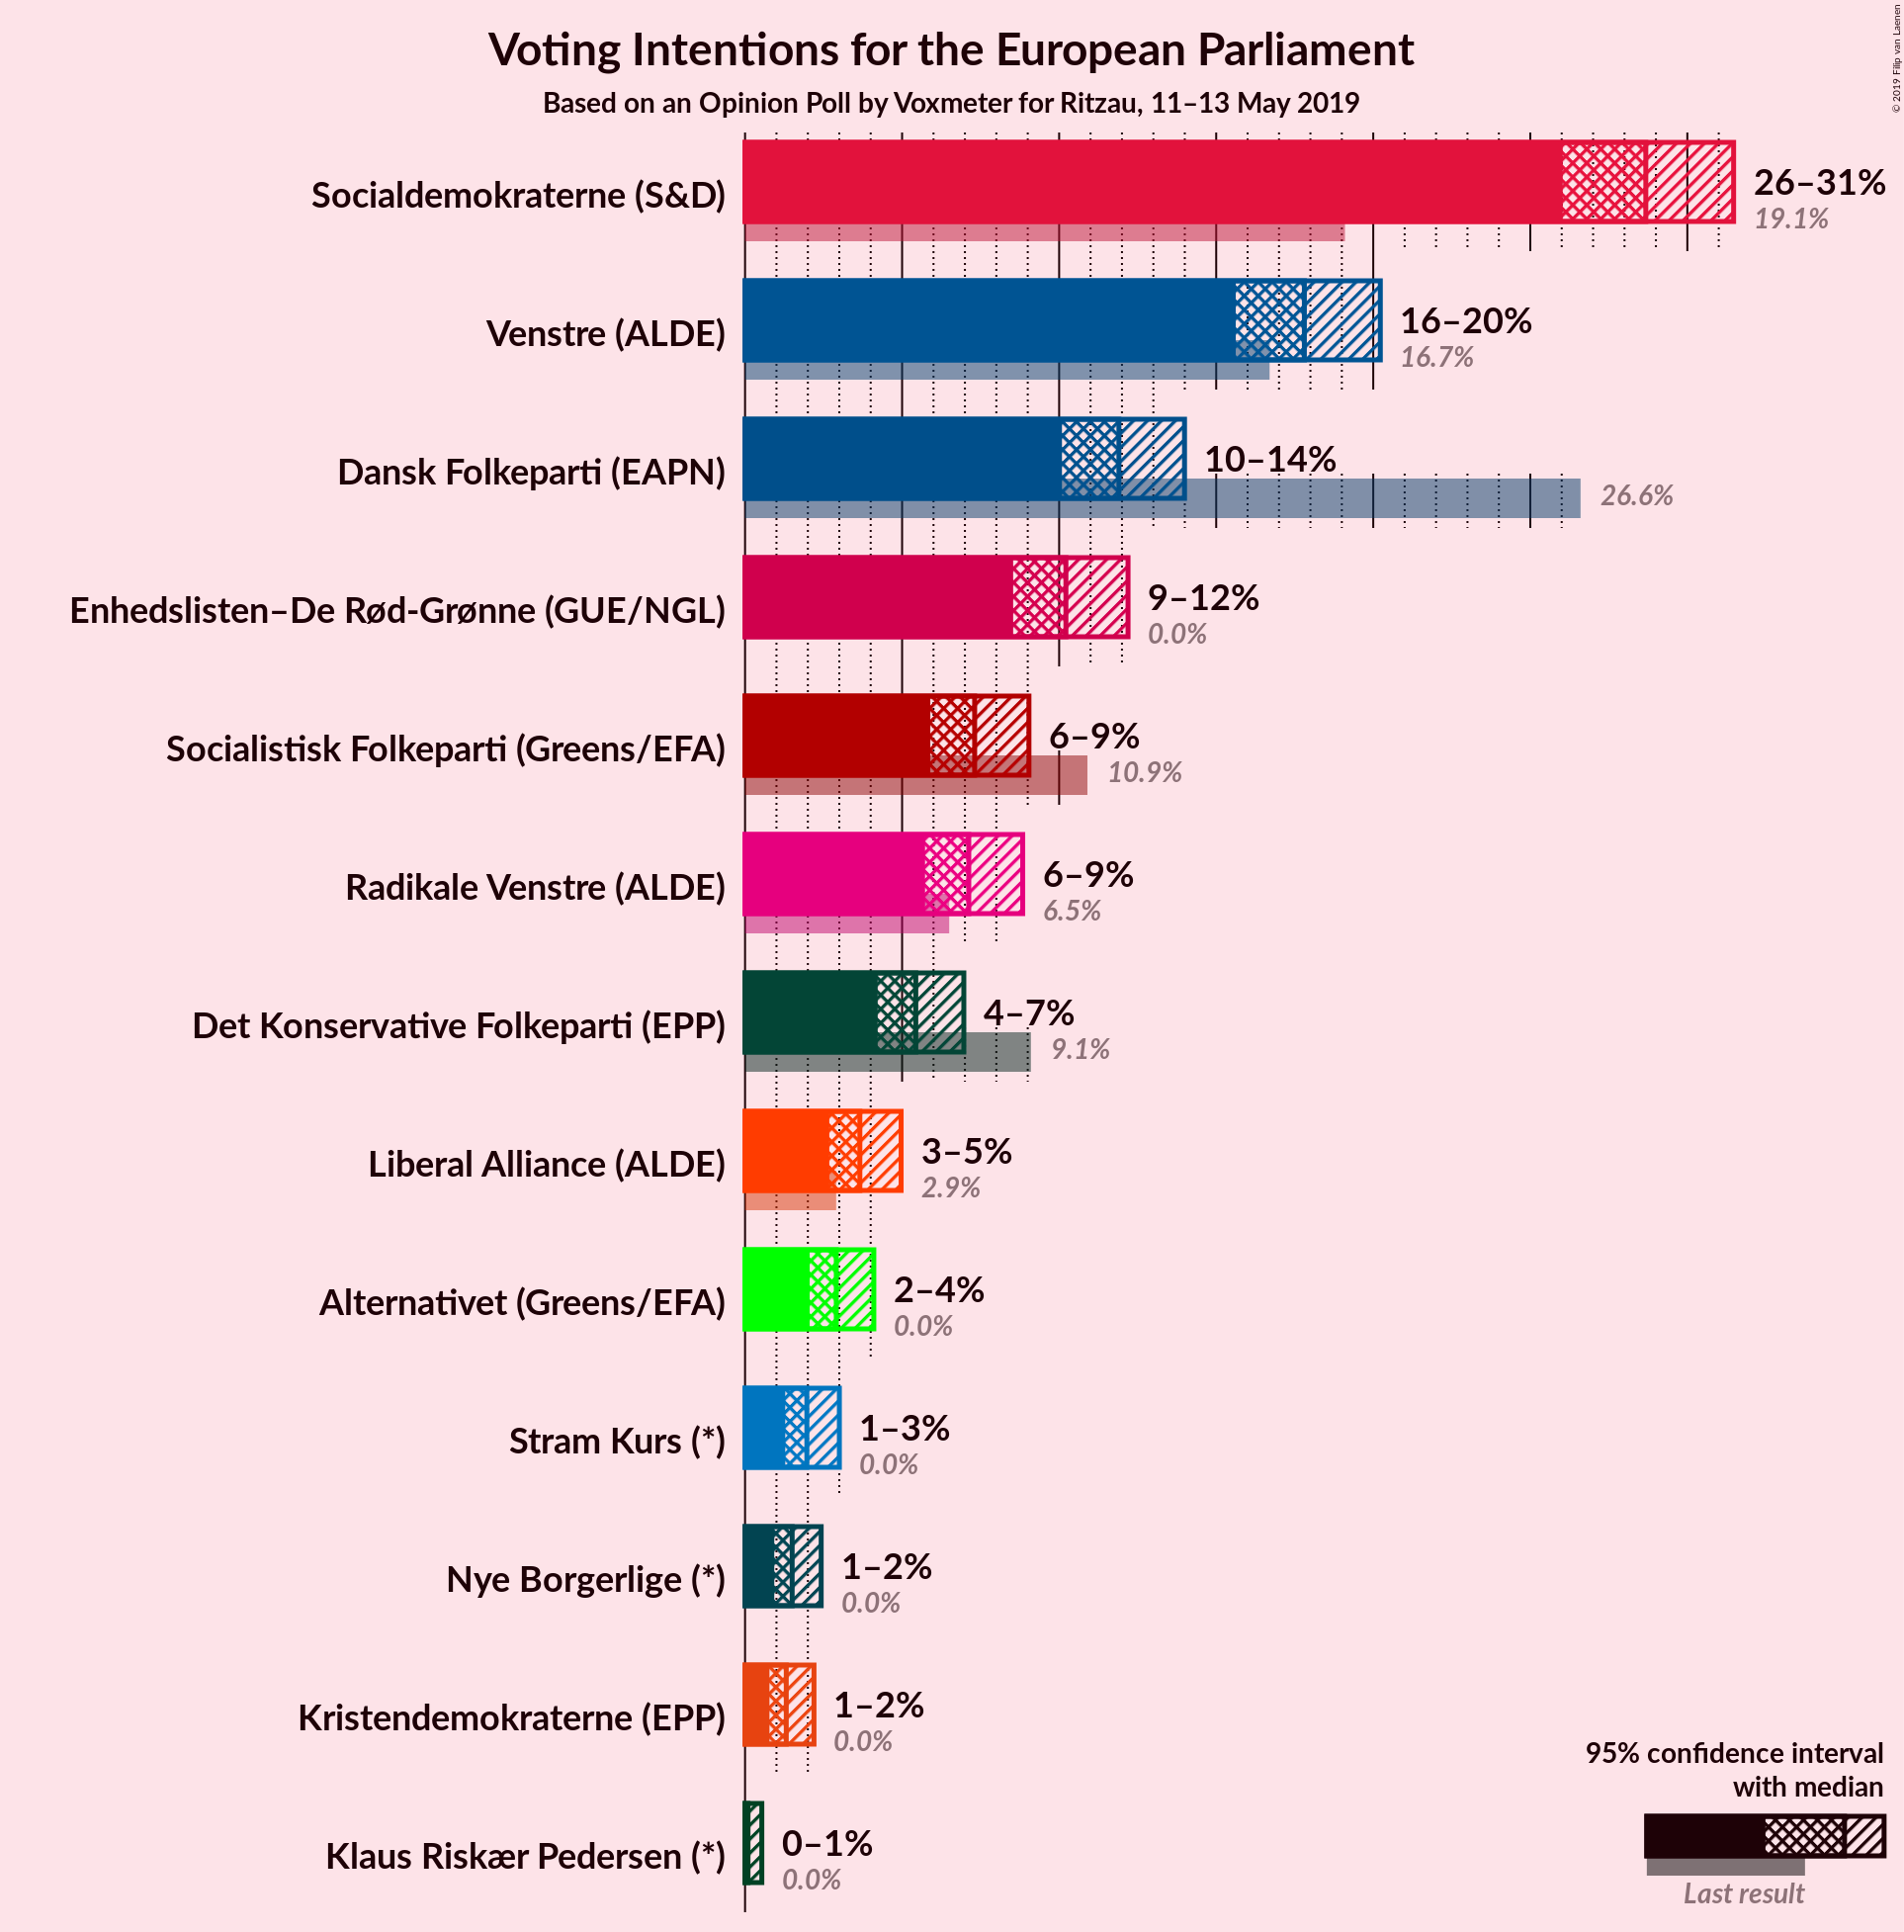 Voting Intentions for the European Parliament
Based on an Opinion Poll by Voxmeter for Ritzau, 11–13 May 2019
© 2019 Filip van Laenen
Socialdemokraterne (S&D)
26–31%
19.1%
Venstre (ALDE)
16–20%
16.7%
Dansk Folkeparti (EAPN)
10–14%
26.6%
Enhedslisten–De Rød-Grønne (GUE/NGL)
9–12%
0.0%
Socialistisk Folkeparti (Greens/EFA)
6–9%
10.9%
Radikale Venstre (ALDE)
6–9%
6.5%
Det Konservative Folkeparti (EPP)
4–7%
9.1%
Liberal Alliance (ALDE)
3–5%
2.9%
Alternativet (Greens/EFA)
2–4%
0.0%
Stram Kurs (*)
1–3%
0.0%
Nye Borgerlige (*)
1–2%
0.0%
Kristendemokraterne (EPP)
1–2%
0.0%
Klaus Riskær Pedersen (*)
0–1%
0.0%
95% confidence interval
with median
Last result